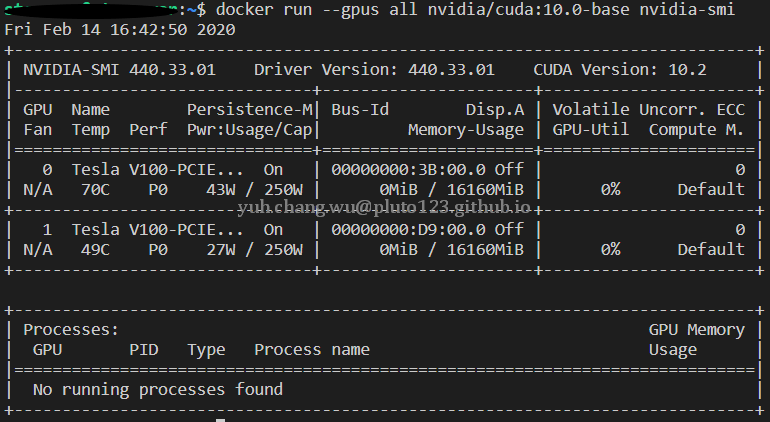 :~$ docker run --gpus all nvidia/cuda:10.0-base nvidia-smi
Fri Feb 14 16:42:50 2020
+-----------------------------------------------------------------------------+
| NVIDIA-SMI 440.33.01    Driver Version: 440.33.01    CUDA Version: 10.2     |
|-------------------------------+----------------------+----------------------+
| GPU  Name        Persistence-M| Bus-Id        Disp.A | Volatile Uncorr. ECC |
| Fan  Temp  Perf  Pwr:Usage/Cap|         Memory-Usage | GPU-Util  Compute M. |
|===============================+======================+======================|
|   0  Tesla V100-PCIE...  On   | 00000000:3B:00.0 Off |                    0 |
| N/A   70C    P0    43W / 250W |      0MiB / 16160MiB |      0%      Default |
+-------------------------------+----------------------+----------------------+
yuh.chang.wu@pluto123.github.io
|   1  Tesla V100-PCIE...  On   | 00000000:D9:00.0 Off |                    0 |
| N/A   49C    P0    27W / 250W |      0MiB / 16160MiB |      0%      Default |
+-------------------------------+----------------------+----------------------+
+-----------------------------------------------------------------------------+
| Processes:                                                       GPU Memory |
|  GPU       PID   Type   Process name                             Usage      |
|=============================================================================|
|  No running processes found                                                 |
+-----------------------------------------------------------------------------+